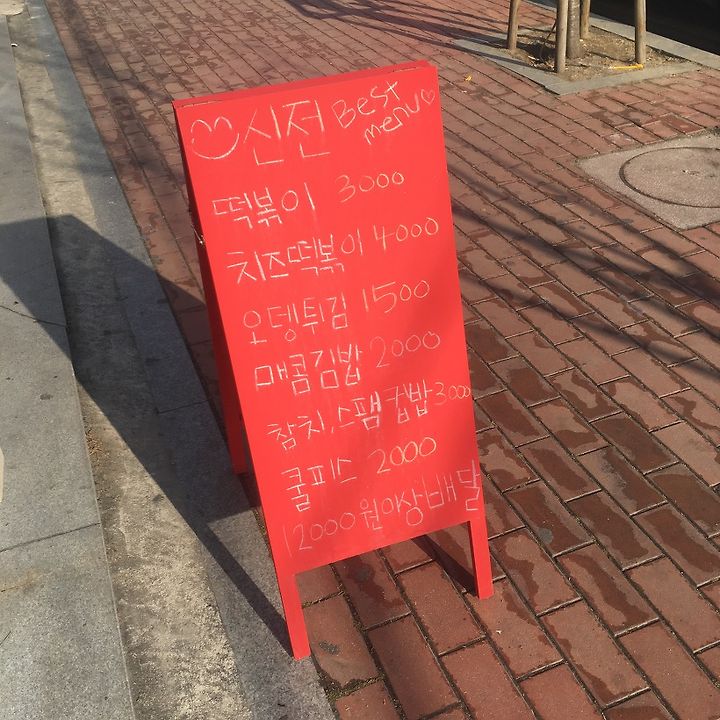 신전 Best menu♡
떡볶이 3000
치즈떡볶이 4000
오뎅튀김 1500
매콤김밥 2000
참치,스팸컵밥 3000
쿨피스 2000
12000원이상배달